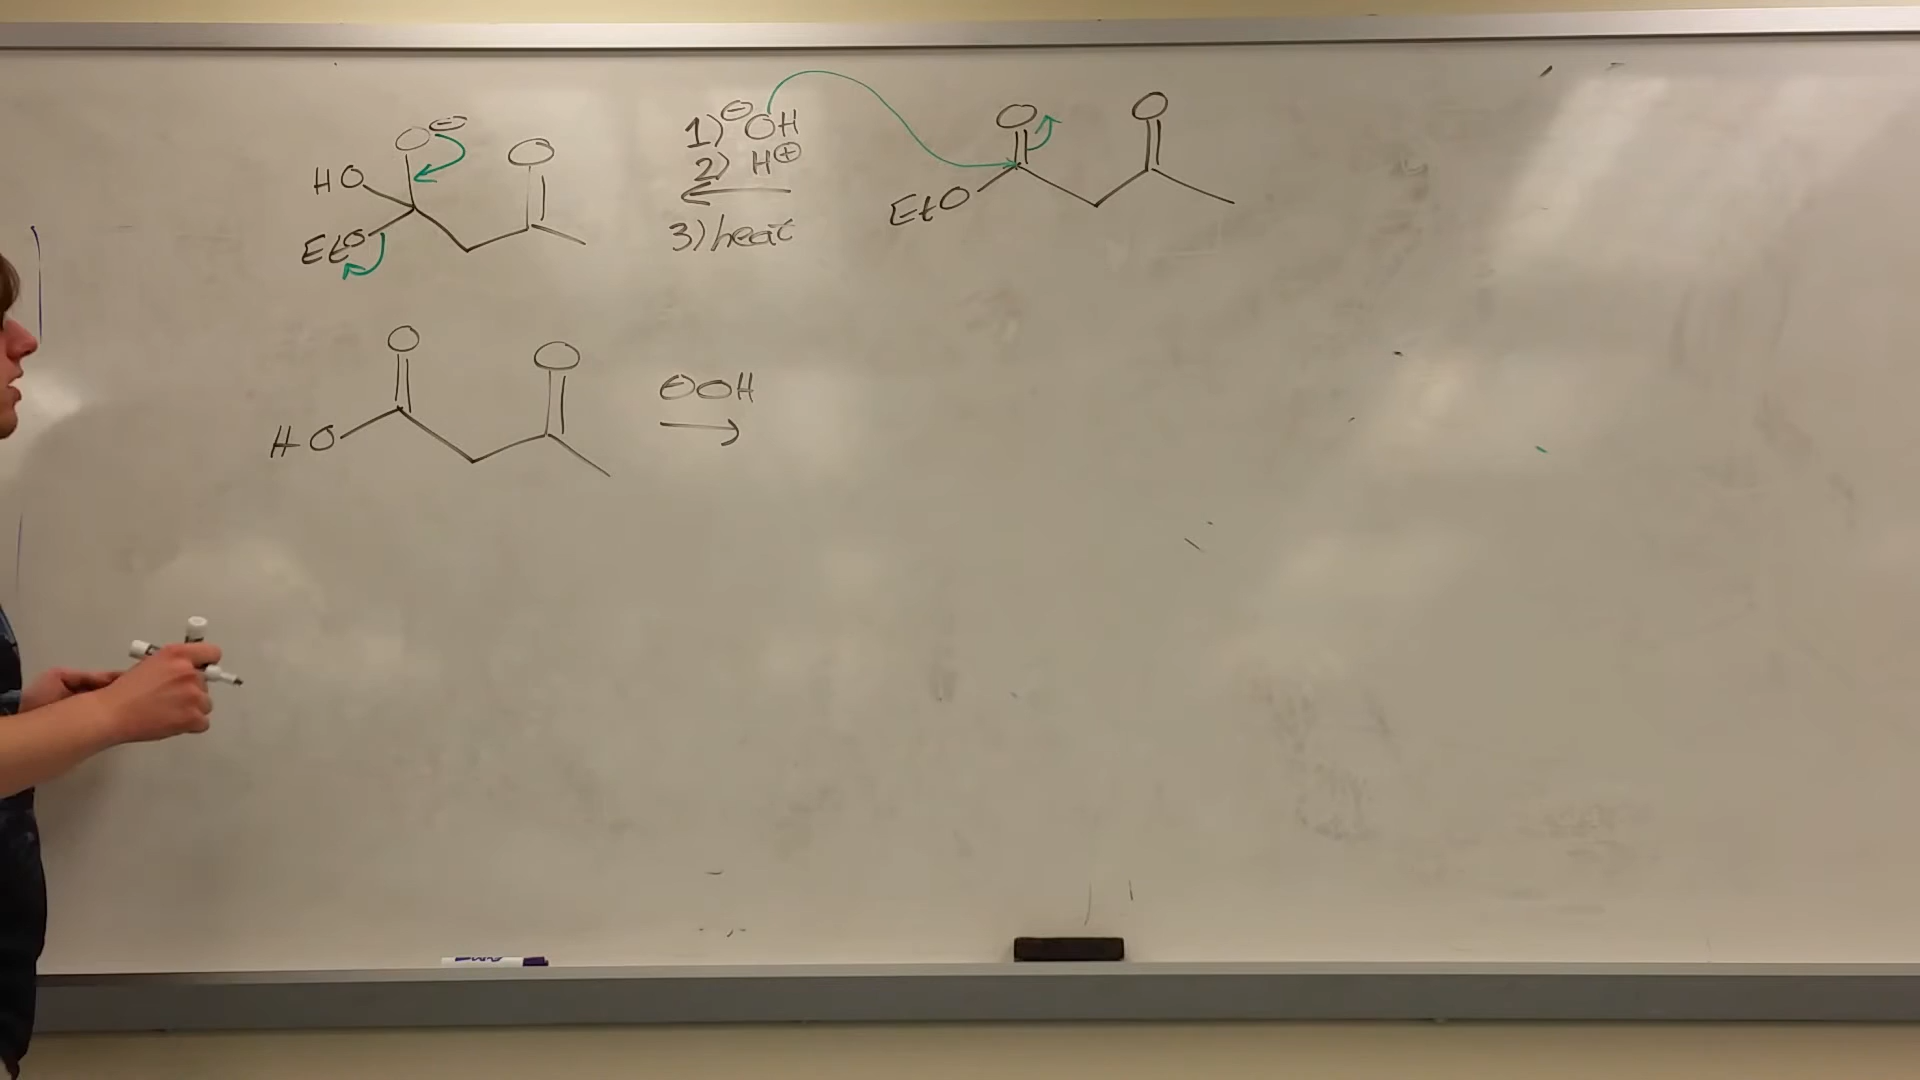 O⊖ O
HO
EtO
1) ⊖OH
2) H⊕
3) heat
O O
EtO
O O
HO
⊖OH